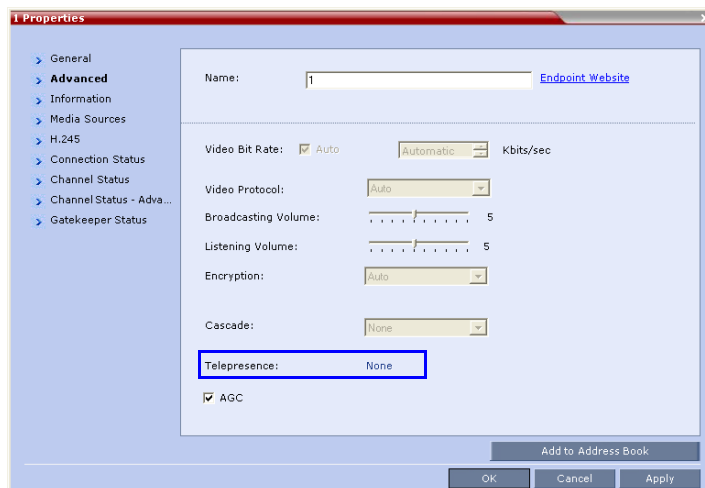 1 Properties
General
Advanced
Information
Media Sources
H.245
Connection Status
Channel Status
Channel Status - Adva...
Gatekeeper Status
Name: 1 Endpoint Website
Video Bit Rate: Auto Automatic Kbits/sec
Video Protocol: Auto
Broadcasting Volume: 5
Listening Volume: 5
Encryption: Auto
Cascade: None
Telepresence: None
AGC
Add to Address Book
OK Cancel Apply